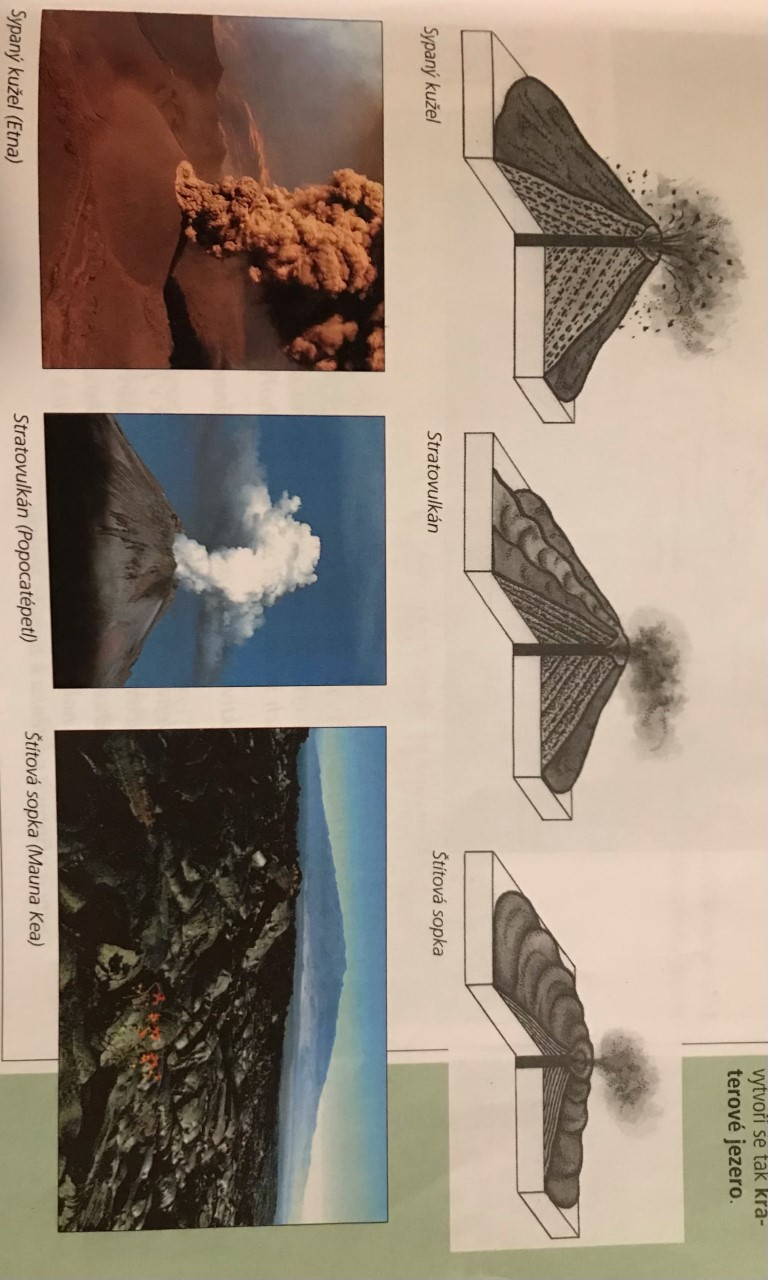 vytvoří se tak kra-
terové jezero.
Sypaný kužel
Stratovulkán
Štítová sopka
Sypaný kužel (Etna)
Stratovulkán (Popocatépetl)
Štítová sopka (Mauna Kea)